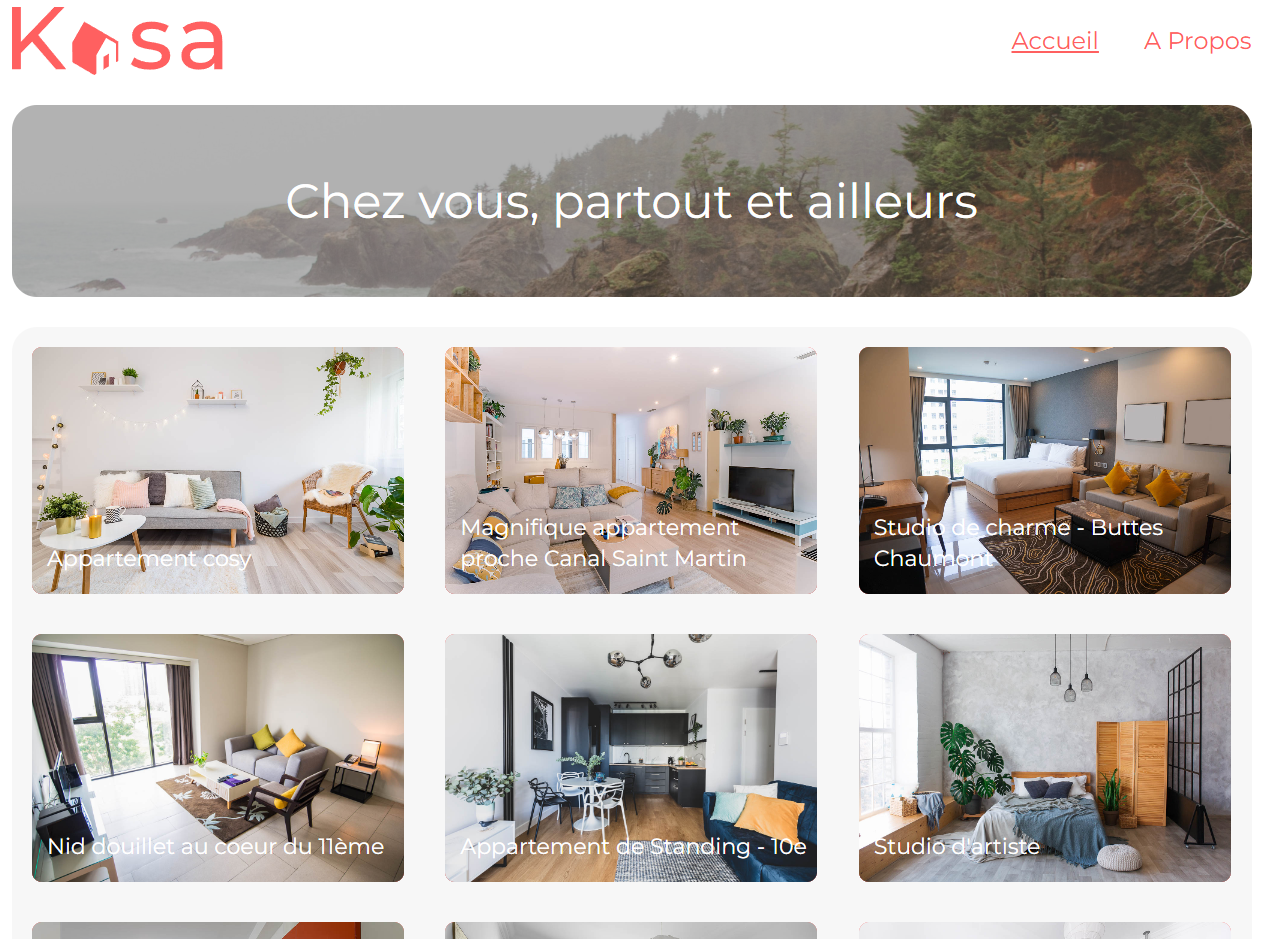 Kasa
Accueil
A Propos
Chez vous, partout et ailleurs
Appartement cosy
Magnifique appartement
proche Canal Saint Martin
Studio de charme - Buttes
Chaumont
Nid douillet au coeur du 11ème
Appartement de Standing - 10e
Studio d'artiste